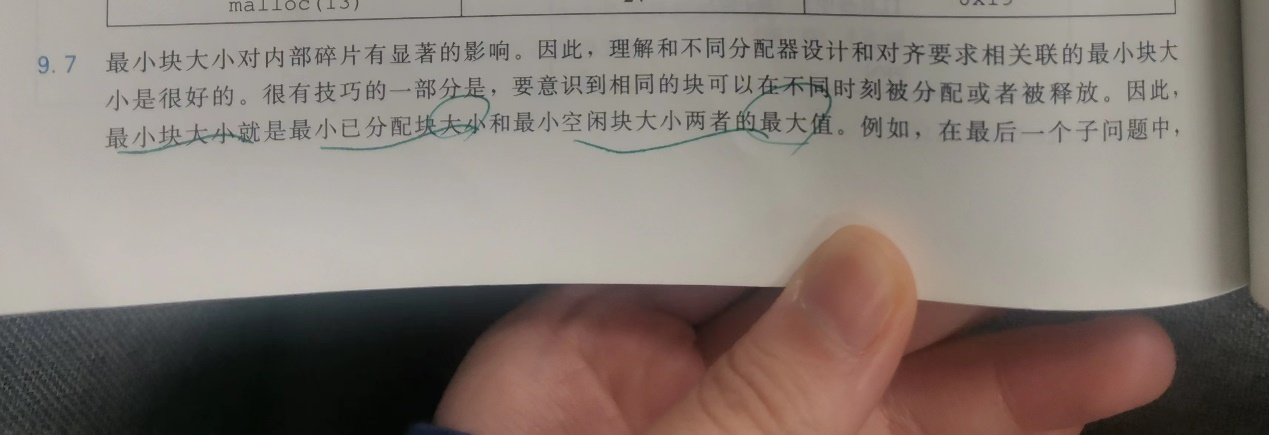 malloc(13)
9.7 最小块大小对内部碎片有显著的影响。因此，理解和不同分配器设计和对齐要求相关联的最小块大
小是很好的。很有技巧的一部分是，要意识到相同的块可以在不同时刻被分配或者被释放。因此，
最小块大小就是最小已分配块大小和最小空闲块大小两者的最大值。例如，在最后一个子问题中，